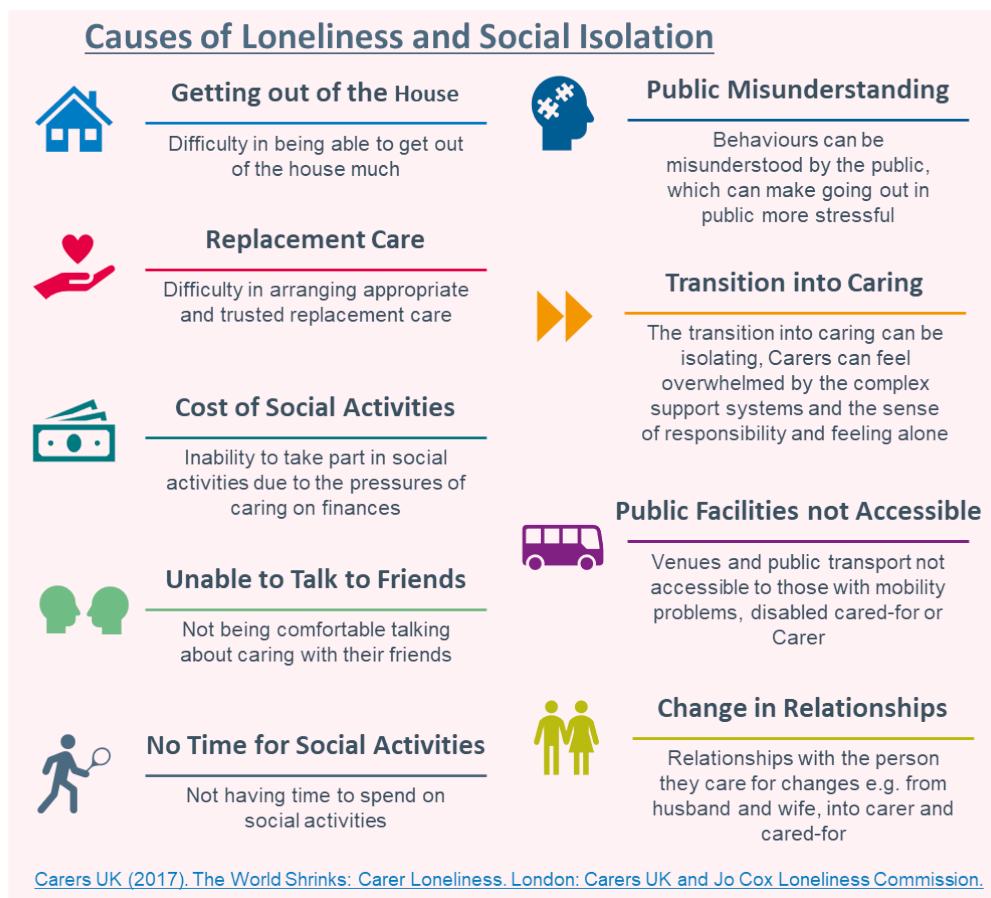 Causes of Loneliness and Social Isolation
Getting out of the House
Difficulty in being able to get out
of the house much
Replacement Care
Difficulty in arranging appropriate
and trusted replacement care
Cost of Social Activities
Inability to take part in social
activities due to the pressures of
caring on finances
Unable to Talk to Friends
Not being comfortable talking
about caring with their friends
No Time for Social Activities
Not having time to spend on
social activities
Public Misunderstanding
Behaviours can be
misunderstood by the public,
which can make going out in
public more stressful
Transition into Caring
The transition into caring can be
isolating, Carers can feel
overwhelmed by the complex
support systems and the sense
of responsibility and feeling alone
Public Facilities not Accessible
Venues and public transport not
accessible to those with mobility
problems, disabled cared-for or
Carer
Change in Relationships
Relationships with the person
they care for changes e.g. from
husband and wife, into carer and
cared-for
Carers UK (2017). The World Shrinks: Carer Loneliness. London: Carers UK and Jo Cox Loneliness Commission.